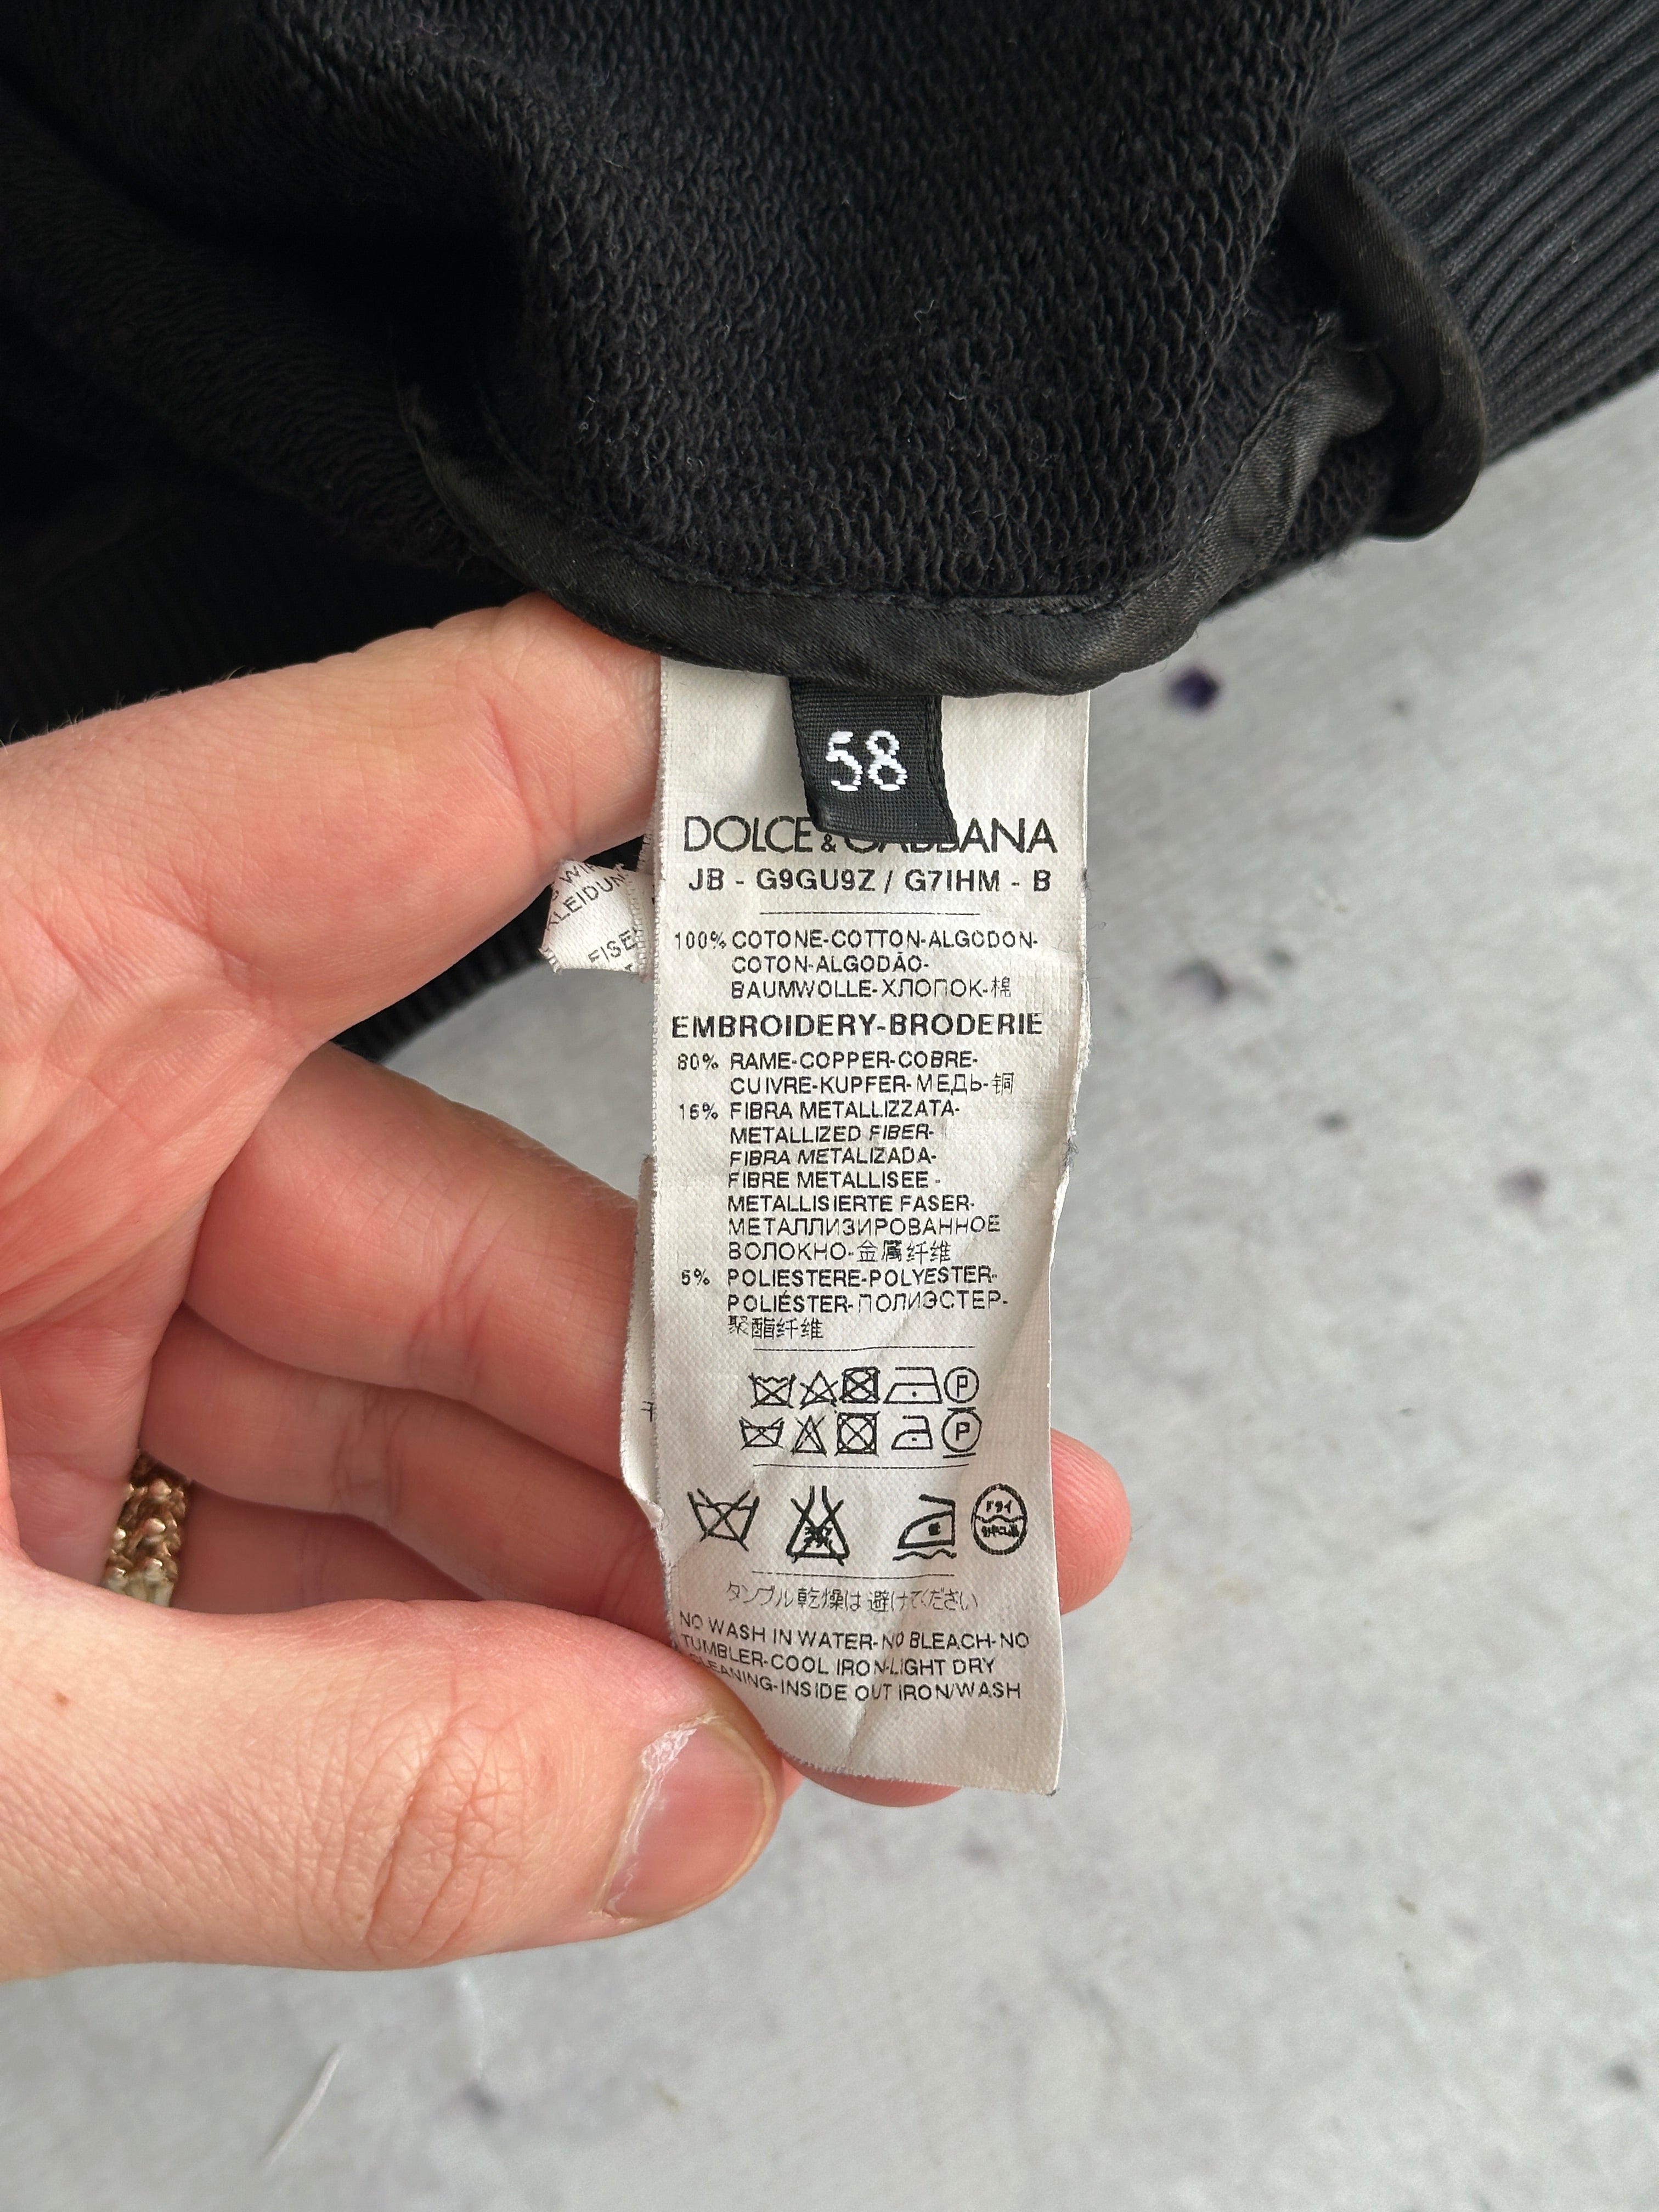 58
DOLCE & GABBANA
JB - G9GU9Z / G7IHM - B
100% COTONE-COTTON-ALGODON-
COTON-ALGODÃO-
BAUMWOLLE-ХЛОПОК-棉
EMBROIDERY-BRODERIE
80% RAME-COPPER-COBRE-
CUIVRE-KUPFER-МЕДЬ-铜
15% FIBRA METALLIZZATA-
METALLIZED FIBER-
FIBRA METALIZADA-
FIBRE METALLISEE -
METALLISIERTE FASER-
МЕТАЛЛИЗИРОВАННОЕ
ВОЛОКНО-金属纤维
5% POLIESTERE-POLYESTER-
POLIÉSTER-ПОЛИЭСТЕР-
聚酯纤维
P
P
ドライ
タンブル乾燥は避けてください
NO WASH IN WATER-NO BLEACH-NO
TUMBLER-COOL IRON-LIGHT DRY
CLEANING-INSIDE OUT IRON/WASH